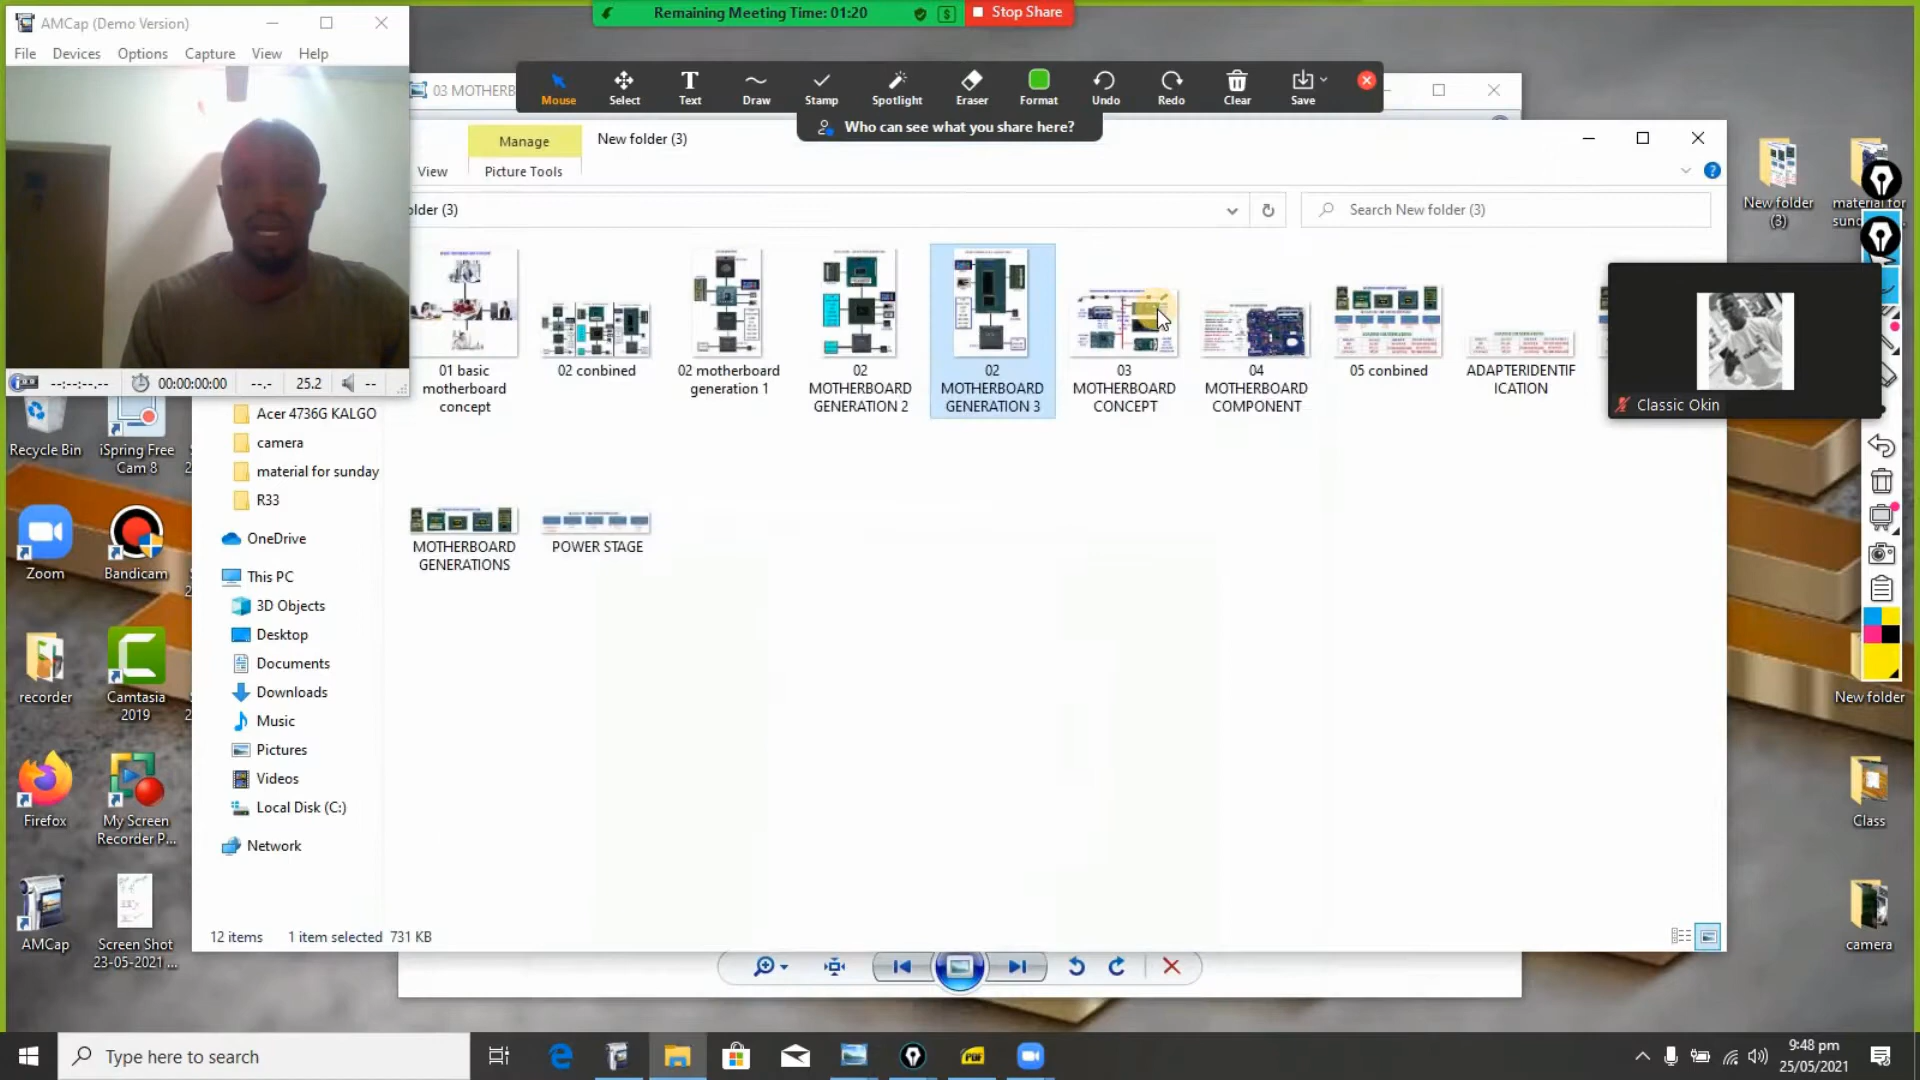 AMCap (Demo Version)
File Devices Options Capture View Help
Remaining Meeting Time: 01:20
Stop Share
03 MOTHERB
Mouse Select Text Draw Stamp Spotlight Eraser Format Undo Redo Clear Save
Who can see what you share here?
Manage New folder (3)
View Picture Tools
older (3)
Search New folder (3)
--:--:--.-- 00:00:00:00 --.- 25.2 --
01 basic
motherboard
concept
02 conbined
02 motherboard
generation 1
02
MOTHERBOARD
GENERATION 2
02
MOTHERBOARD
GENERATION 3
03
MOTHERBOARD
CONCEPT
04
MOTHERBOARD
COMPONENT
05 conbined
ADAPTERIDENTIF
ICATION
MOTHERBOARD
GENERATIONS
POWER STAGE
Classic Okin
Acer 4736G KALGO
camera
material for sunday
R33
OneDrive
This PC
3D Objects
Desktop
Documents
Downloads
Music
Pictures
Videos
Local Disk (C:)
Network
12 items 1 item selected 731 KB
Recycle Bin
iSpring Free
Cam 8
Zoom
Bandicam
recorder
Camtasia
2019
Firefox
My Screen
Recorder P...
AMCap
Screen Shot
23-05-2021 ...
New folder
(3)
material for
New folder
Class
camera
Type here to search
PDF
9:48 pm
25/05/2021